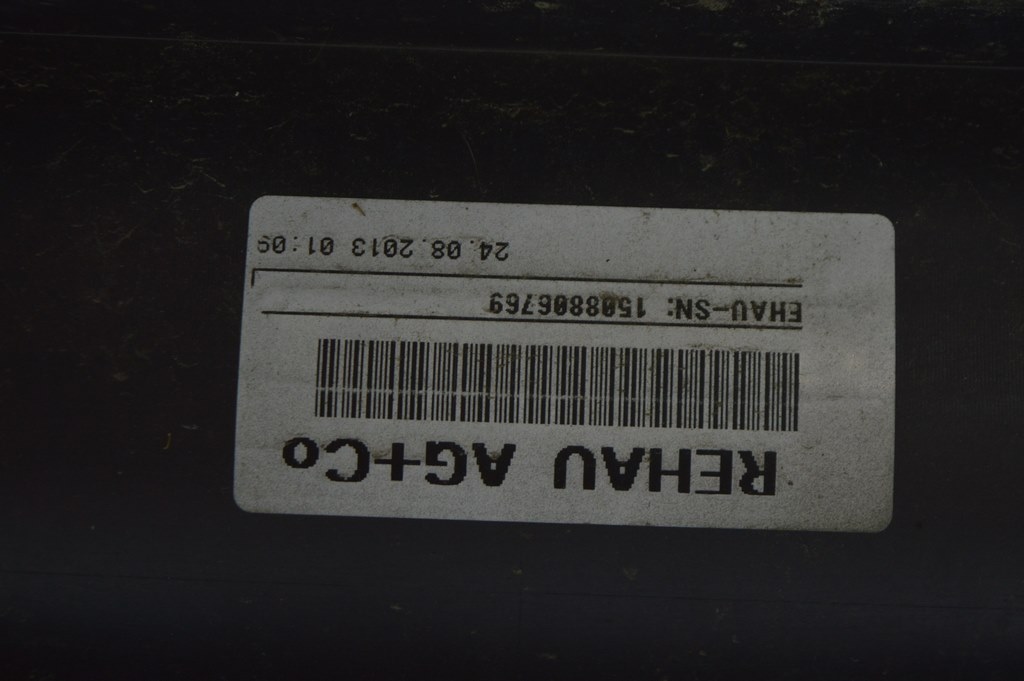 REHAU AG+Co
EHAU-SN: 1508806769
24.08.2013 01:09